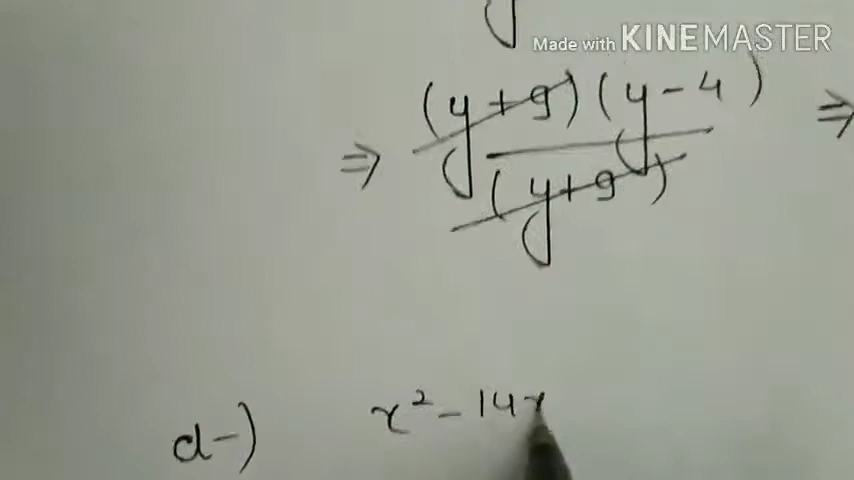 Made with KINEMASTER
⇒ (y + 9) (y - 4) ⇒
(y + 9)
d-) x² - 14x